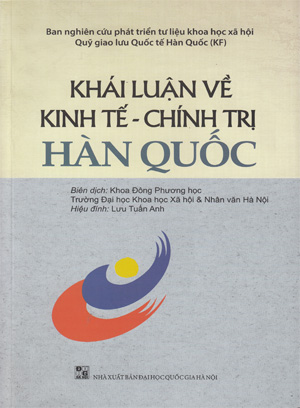 Ban nghiên cứu phát triển tư liệu khoa học xã hội
Quỹ giao lưu Quốc tế Hàn Quốc (KF)
KHÁI LUẬN VỀ
KINH TẾ - CHÍNH TRỊ
HÀN QUỐC
Biên dịch: Khoa Đông Phương học
Trường Đại học Khoa học Xã hội & Nhân văn Hà Nội
Hiệu đính: Lưu Tuấn Anh
NHÀ XUẤT BẢN ĐẠI HỌC QUỐC GIA HÀ NỘI